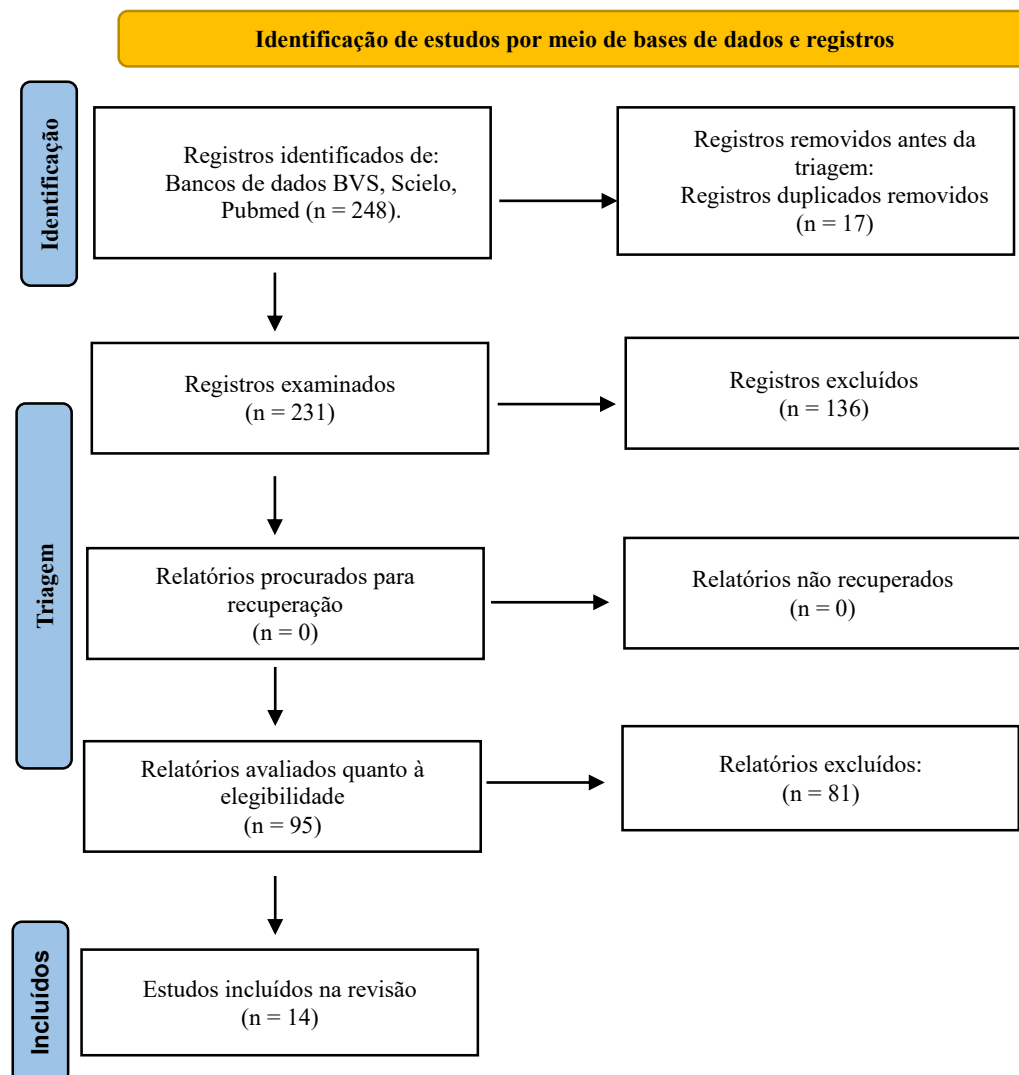 Identificação de estudos por meio de bases de dados e registros
Identificação
Registros identificados de:
Bancos de dados BVS, Scielo,
Pubmed (n = 248).
Registros removidos antes da
triagem:
Registros duplicados removidos
(n = 17)
Triagem
Registros examinados
(n = 231)
Registros excluídos
(n = 136)
Relatórios procurados para
recuperação
(n = 0)
Relatórios não recuperados
(n = 0)
Relatórios avaliados quanto à
elegibilidade
(n = 95)
Relatórios excluídos:
(n = 81)
Incluídos
Estudos incluídos na revisão
(n = 14)